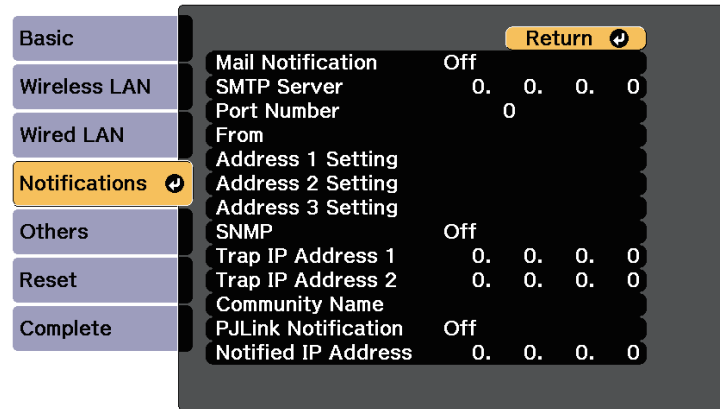 Basic
Wireless LAN
Wired LAN
Notifications
Others
Reset
Complete
Return
Mail Notification Off
SMTP Server 0. 0. 0. 0
Port Number 0
From
Address 1 Setting
Address 2 Setting
Address 3 Setting
SNMP Off
Trap IP Address 1 0. 0. 0. 0
Trap IP Address 2 0. 0. 0. 0
Community Name
PJLink Notification Off
Notified IP Address 0. 0. 0. 0